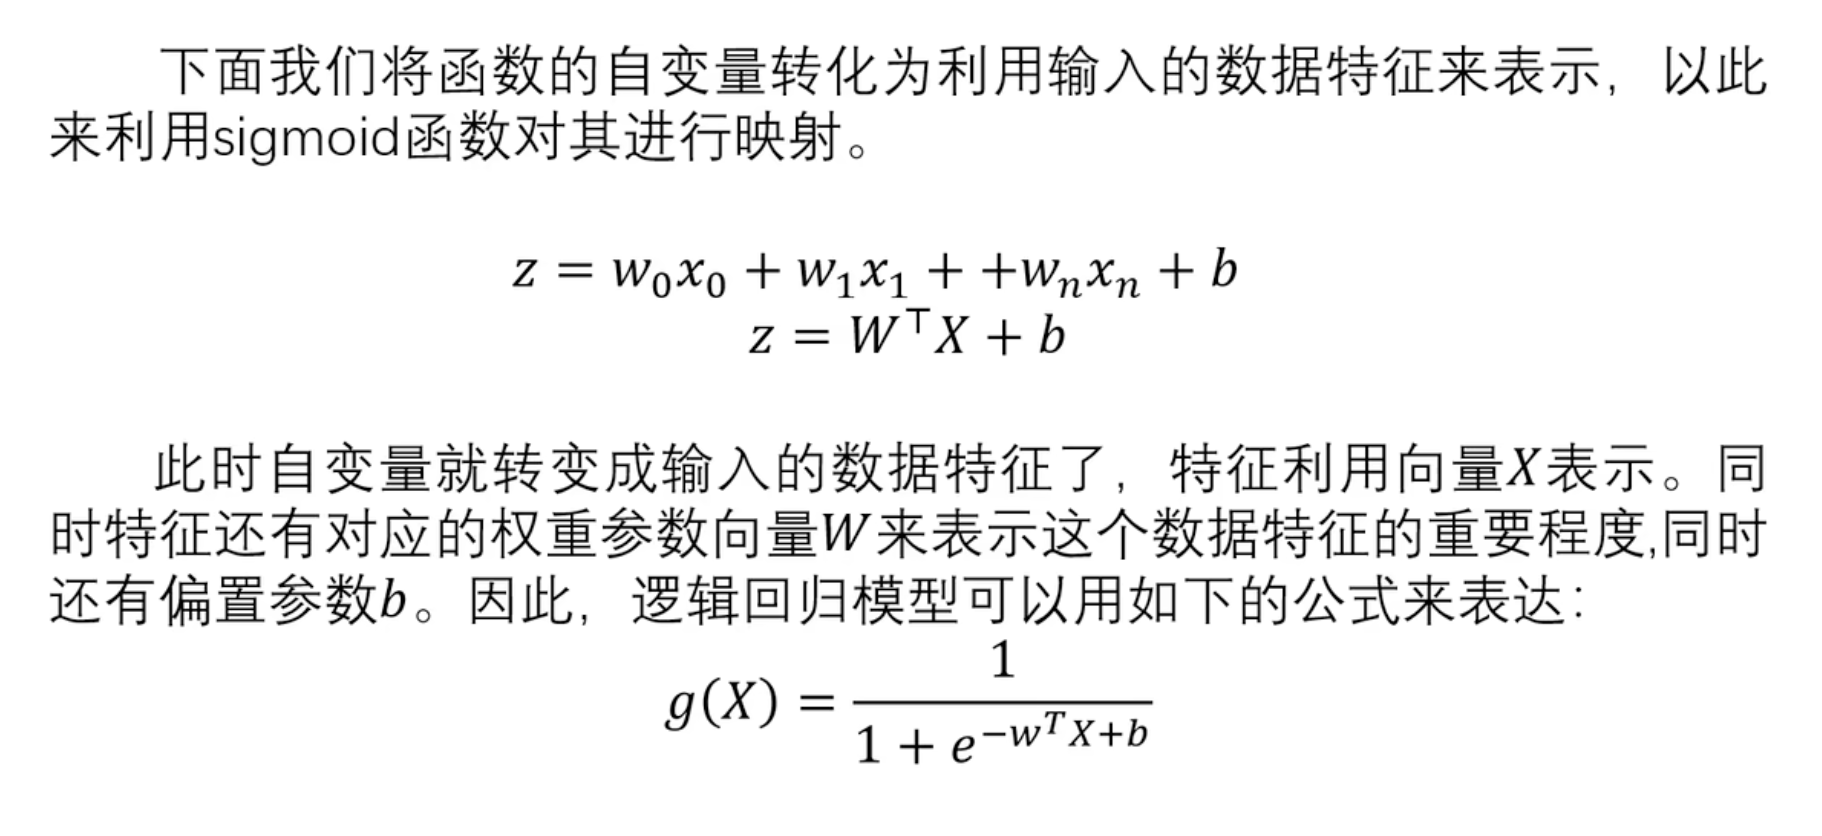 下面我们将函数的自变量转化为利用输入的数据特征来表示，以此
来利用sigmoid函数对其进行映射。
z = w₀x₀ + w₁x₁ + +wₙxₙ + b
z = W^⊤X + b
此时自变量就转变成输入的数据特征了，特征利用向量X表示。同
时特征还有对应的权重参数向量W来表示这个数据特征的重要程度,同时
还有偏置参数b。因此，逻辑回归模型可以用如下的公式来表达：
g(X) = 1 / (1 + e^(−w^T X+b))